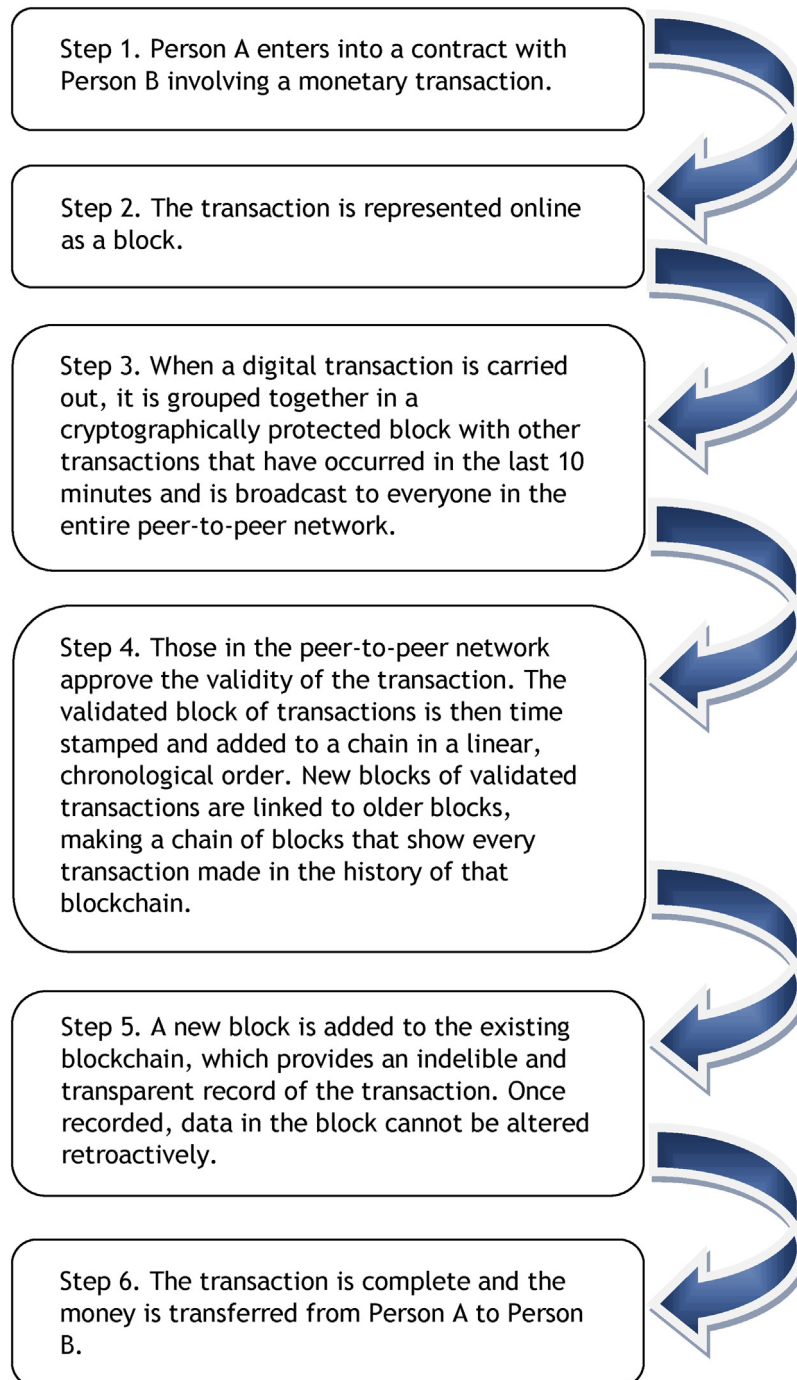 Step 1. Person A enters into a contract with
Person B involving a monetary transaction.
Step 2. The transaction is represented online
as a block.
Step 3. When a digital transaction is carried
out, it is grouped together in a
cryptographically protected block with other
transactions that have occurred in the last 10
minutes and is broadcast to everyone in the
entire peer-to-peer network.
Step 4. Those in the peer-to-peer network
approve the validity of the transaction. The
validated block of transactions is then time
stamped and added to a chain in a linear,
chronological order. New blocks of validated
transactions are linked to older blocks,
making a chain of blocks that show every
transaction made in the history of that
blockchain.
Step 5. A new block is added to the existing
blockchain, which provides an indelible and
transparent record of the transaction. Once
recorded, data in the block cannot be altered
retroactively.
Step 6. The transaction is complete and the
money is transferred from Person A to Person
B.